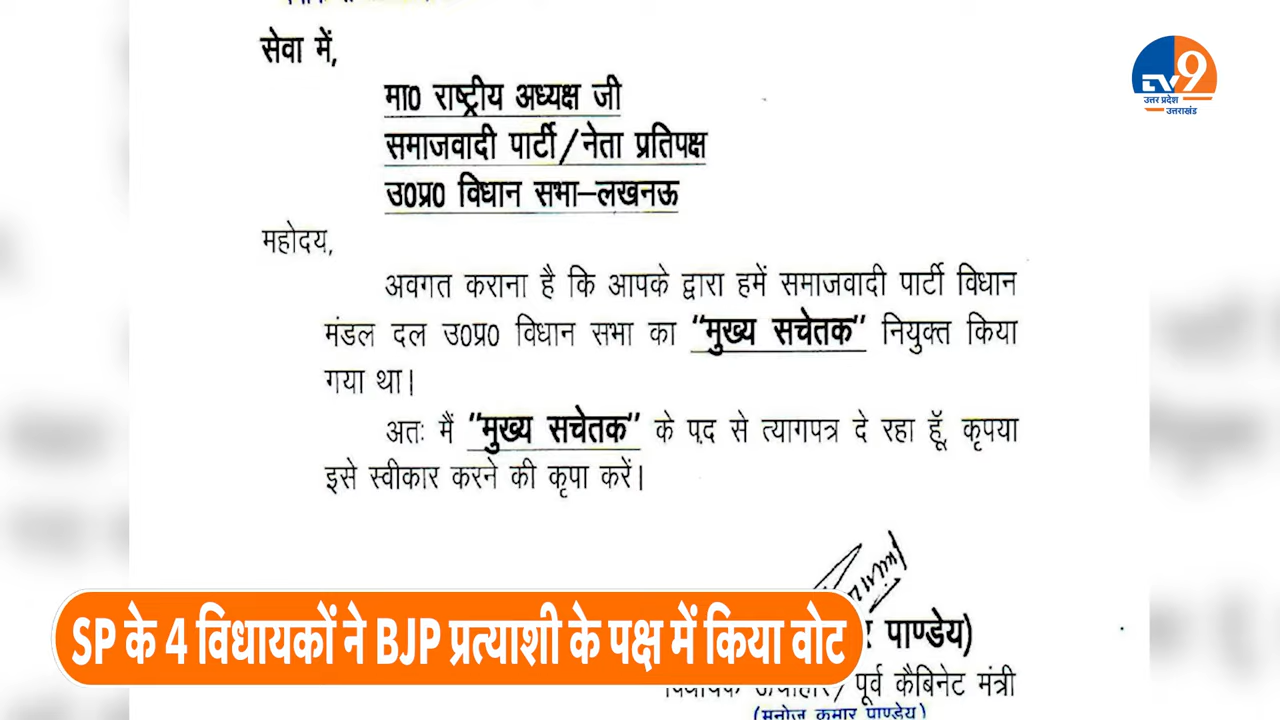 सेवा में,
TV9
उत्तर प्रदेश
उत्तराखंड
मा0 राष्ट्रीय अध्यक्ष जी
समाजवादी पार्टी/नेता प्रतिपक्ष
उ0प्र0 विधान सभा–लखनऊ
महोदय,
अवगत कराना है कि आपके द्वारा हमें समाजवादी पार्टी विधान
मंडल दल उ0प्र0 विधान सभा का "मुख्य सचेतक" नियुक्त किया
गया था।
अतः मैं "मुख्य सचेतक" के पद से त्यागपत्र दे रहा हूँ, कृपया
इसे स्वीकार करने की कृपा करें।
पाण्डेय)
SP के 4 विधायकों ने BJP प्रत्याशी के पक्ष में किया वोट
पूर्व कैबिनेट मंत्री
(मनोज कुमार पाण्डेय)